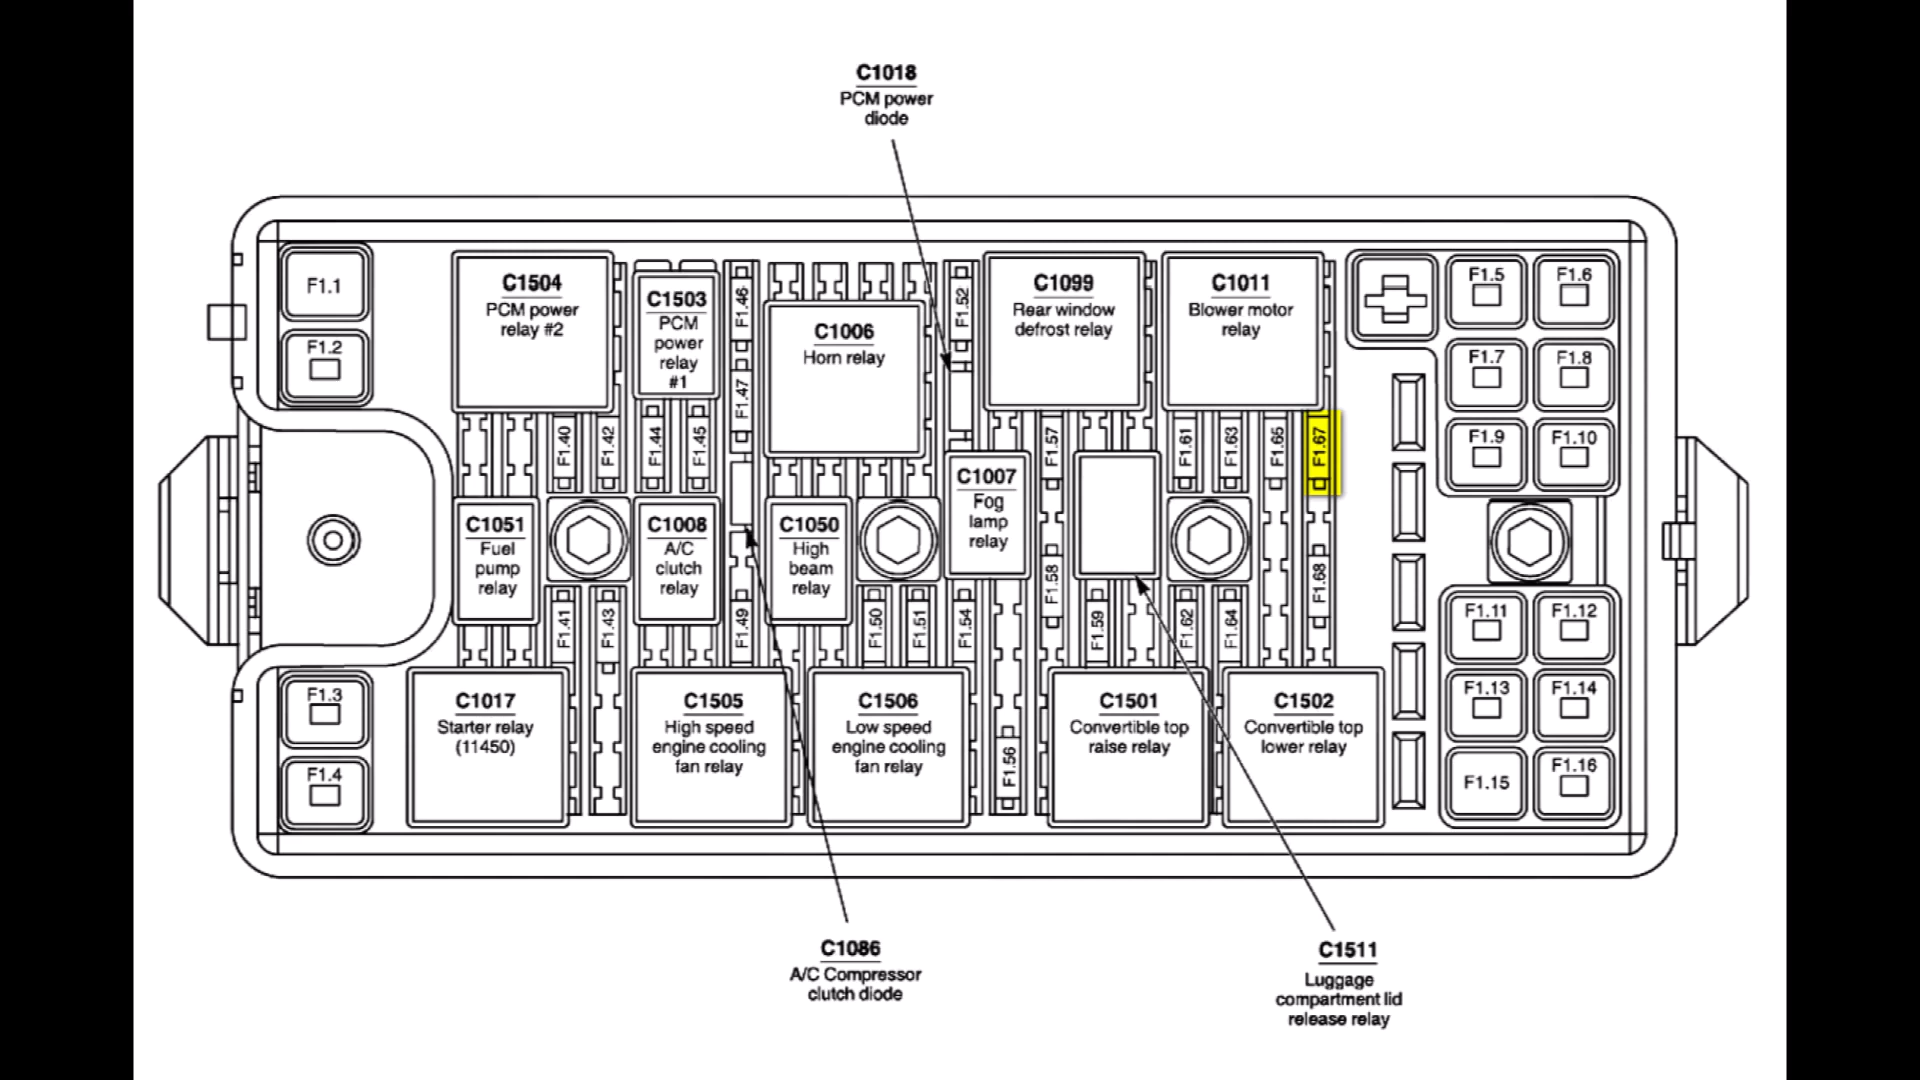 C1018
PCM power
diode
F1.1
F1.2
C1504
PCM power
relay #2
C1503
PCM
power
relay
#1
F1.46
F1.47
C1006
Horn relay
F1.52
C1099
Rear window
defrost relay
C1011
Blower motor
relay
F1.5
F1.6
F1.7
F1.8
F1.9
F1.10
F1.40
F1.42
F1.44
F1.45
F1.57
F1.61
F1.63
F1.65
F1.67
C1051
Fuel
pump
relay
C1008
A/C
clutch
relay
C1050
High
beam
relay
C1007
Fog
lamp
relay
F1.58
F1.68
F1.41
F1.43
F1.49
F1.50
F1.51
F1.54
F1.59
F1.62
F1.64
F1.11
F1.12
F1.13
F1.14
F1.15
F1.16
F1.3
F1.4
C1017
Starter relay
(11450)
C1505
High speed
engine cooling
fan relay
C1506
Low speed
engine cooling
fan relay
F1.56
C1501
Convertible top
raise relay
C1502
Convertible top
lower relay
C1086
A/C Compressor
clutch diode
C1511
Luggage
compartment lid
release relay